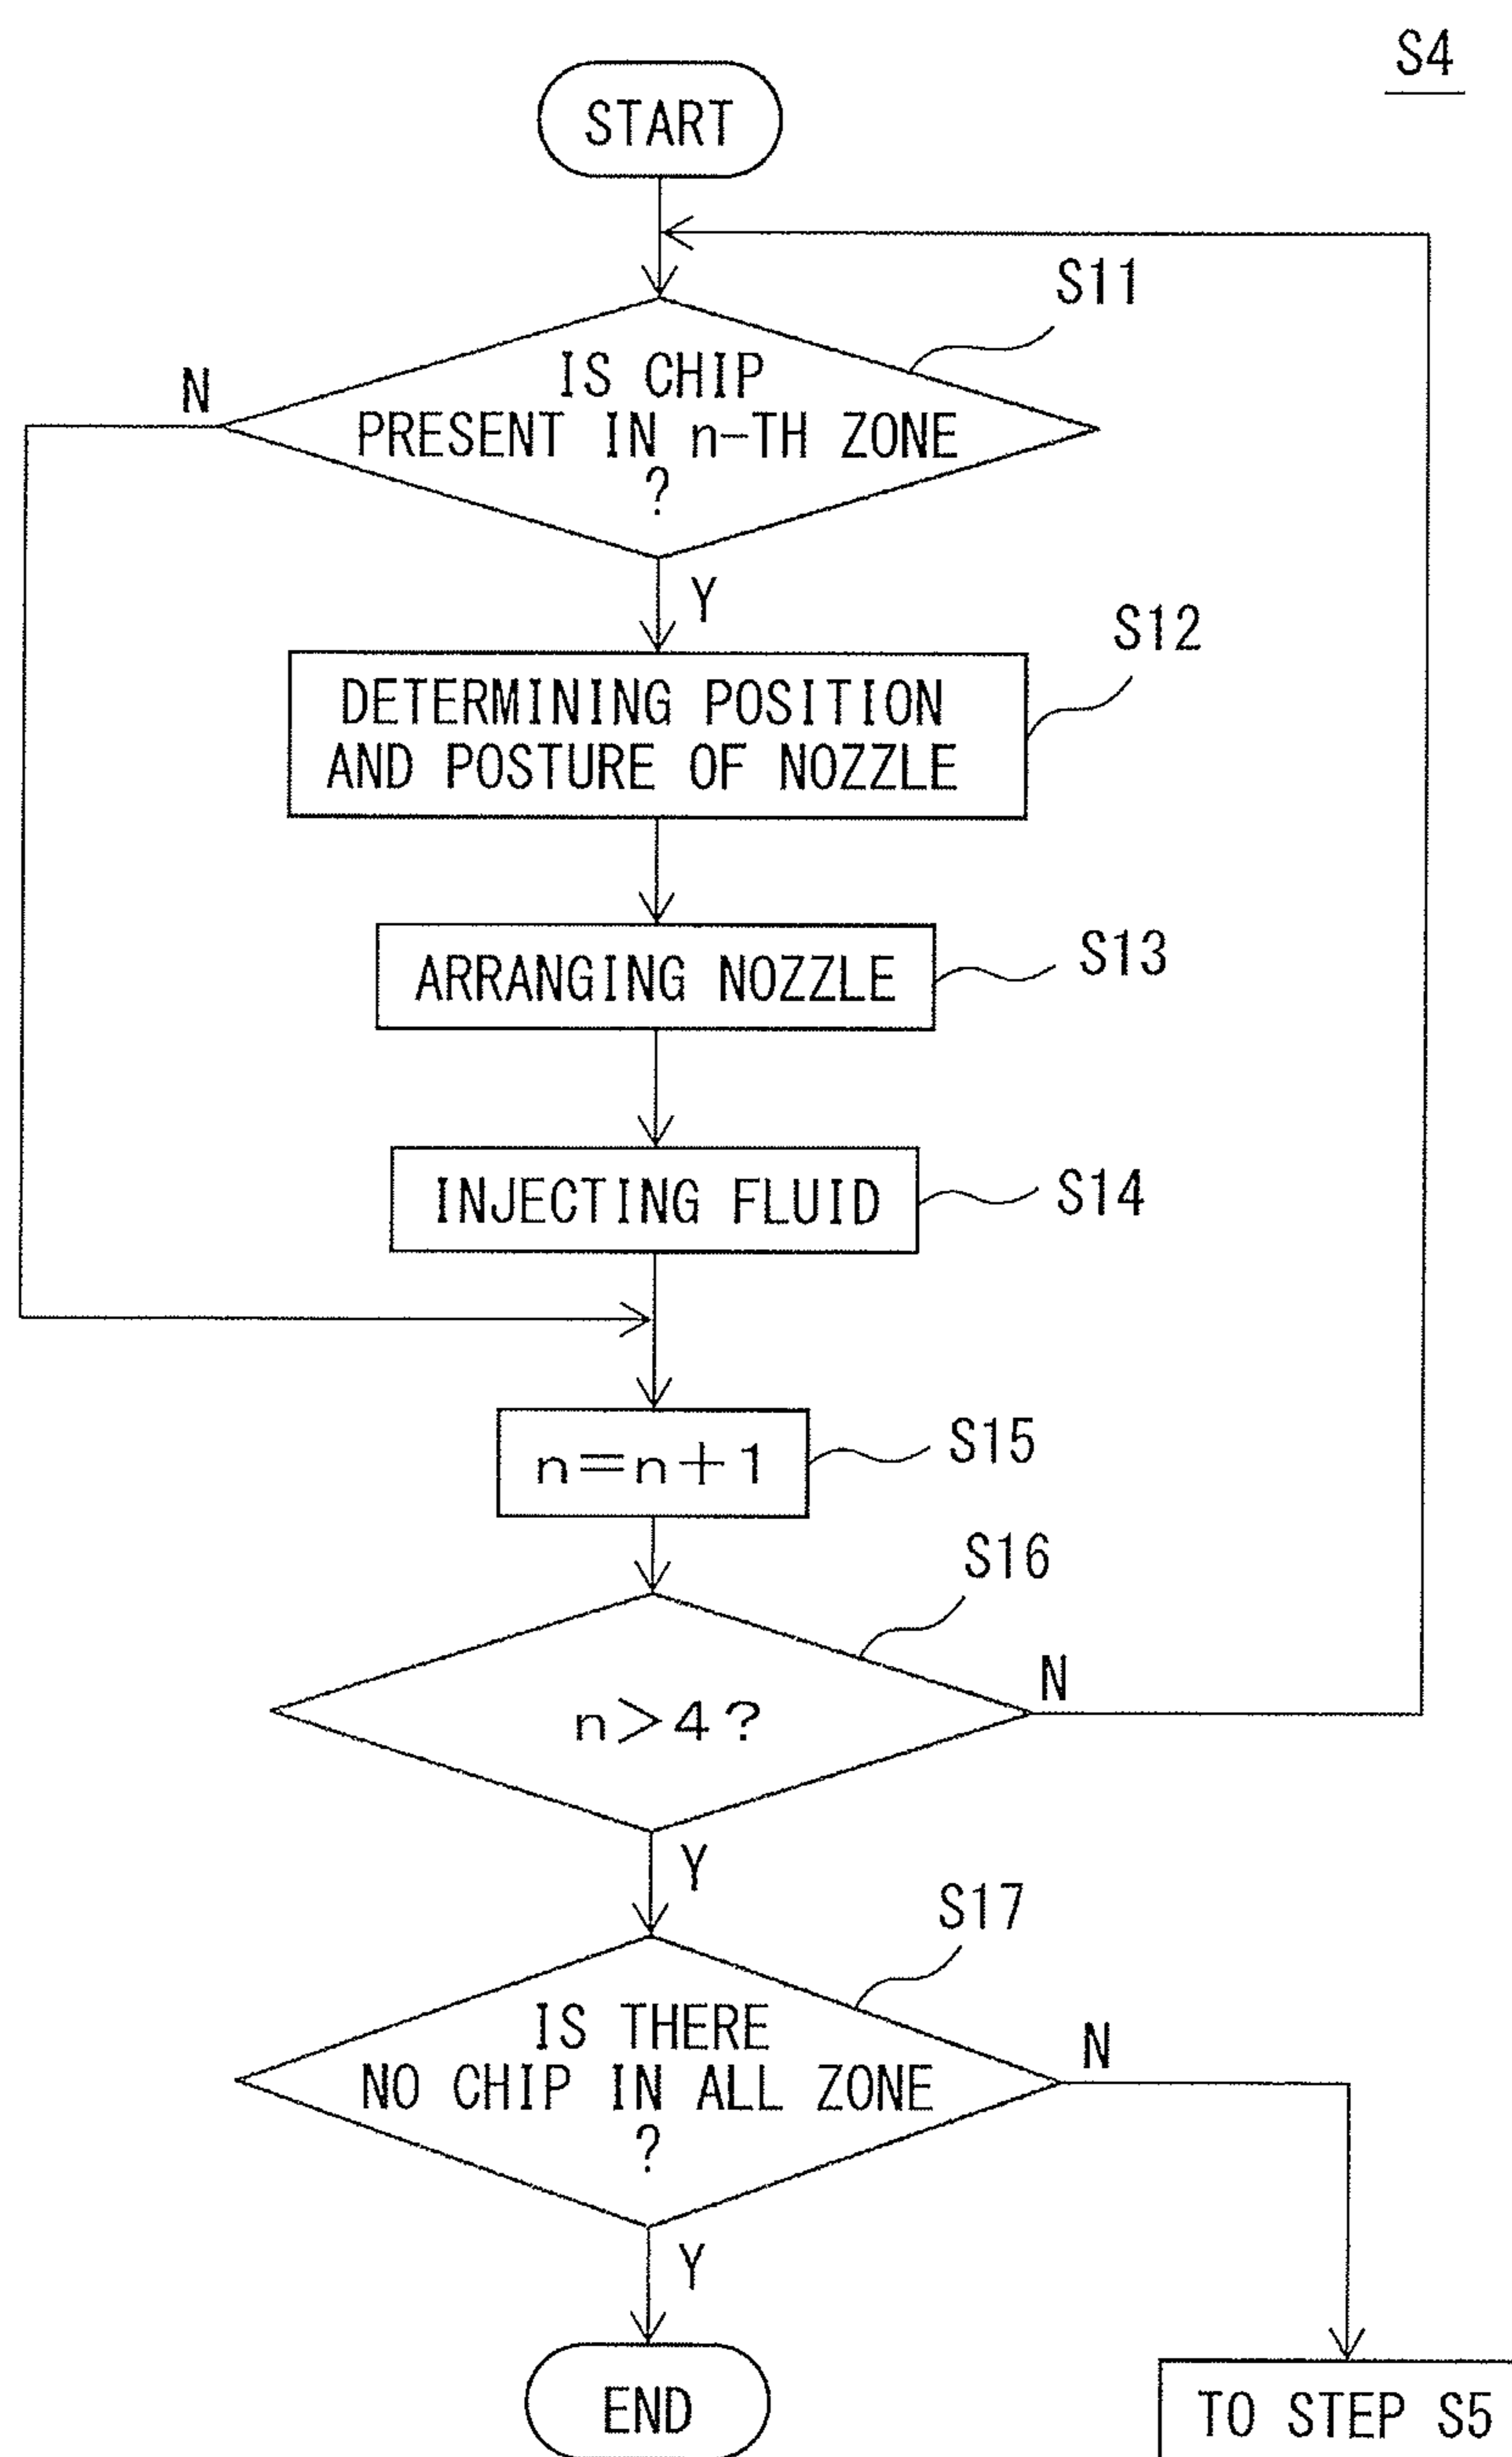 S4
START
S11
IS CHIP
N
PRESENT IN n-TH ZONE
?
Y
S12
DETERMINING POSITION
AND POSTURE OF NOZZLE
S13
ARRANGING NOZZLE
S14
INJECTING FLUID
S15
n=n+1
S16
N
n>4?
Y
S17
IS THERE
N
NO CHIP IN ALL ZONE
?
Y
END
TO STEP S5